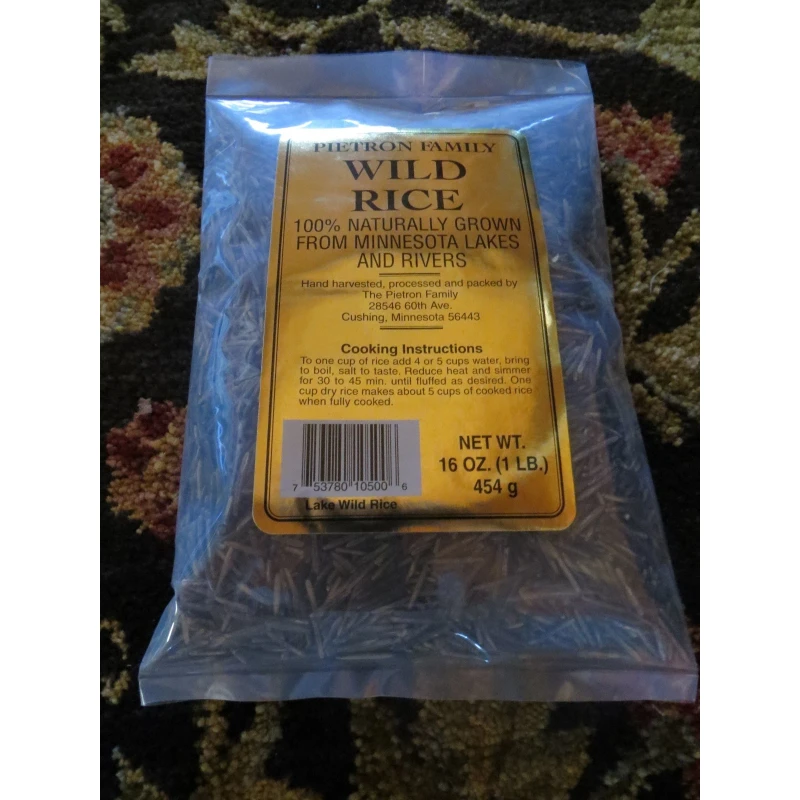 PIETRON FAMILY
WILD
RICE
100% NATURALLY GROWN
FROM MINNESOTA LAKES
AND RIVERS
Hand harvested, processed and packed by
The Pietron Family
28546 60th Ave.
Cushing, Minnesota 56443
Cooking Instructions
To one cup of rice add 4 or 5 cups water, bring
to boil, salt to taste. Reduce heat and simmer
for 30 to 45 min. until fluffed as desired. One
cup dry rice makes about 5 cups of cooked rice
when fully cooked.
7 53780 10500 6
Lake Wild Rice
NET WT.
16 OZ. (1 LB.)
454 g